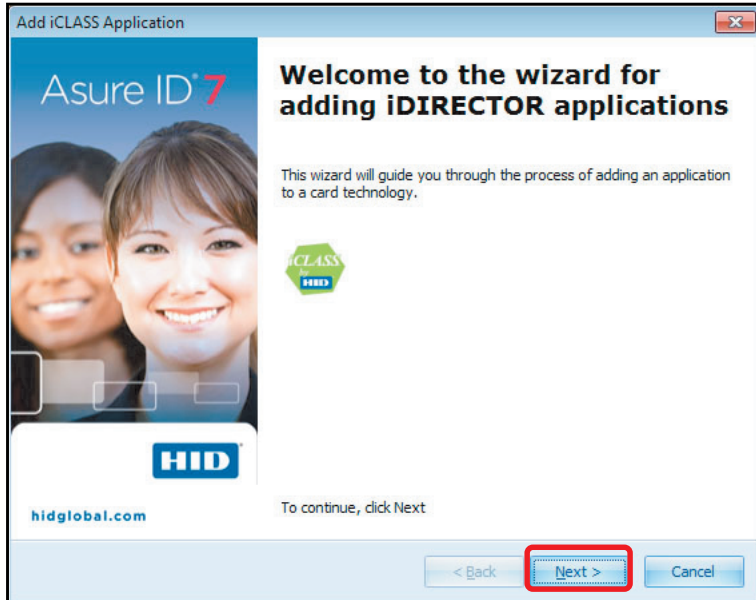 Add iCLASS Application
Asure ID® 7
Welcome to the wizard for
adding iDIRECTOR applications
This wizard will guide you through the process of adding an application
to a card technology.
iCLASS
by
HID
HID
hidglobal.com
To continue, click Next
< Back
Next >
Cancel